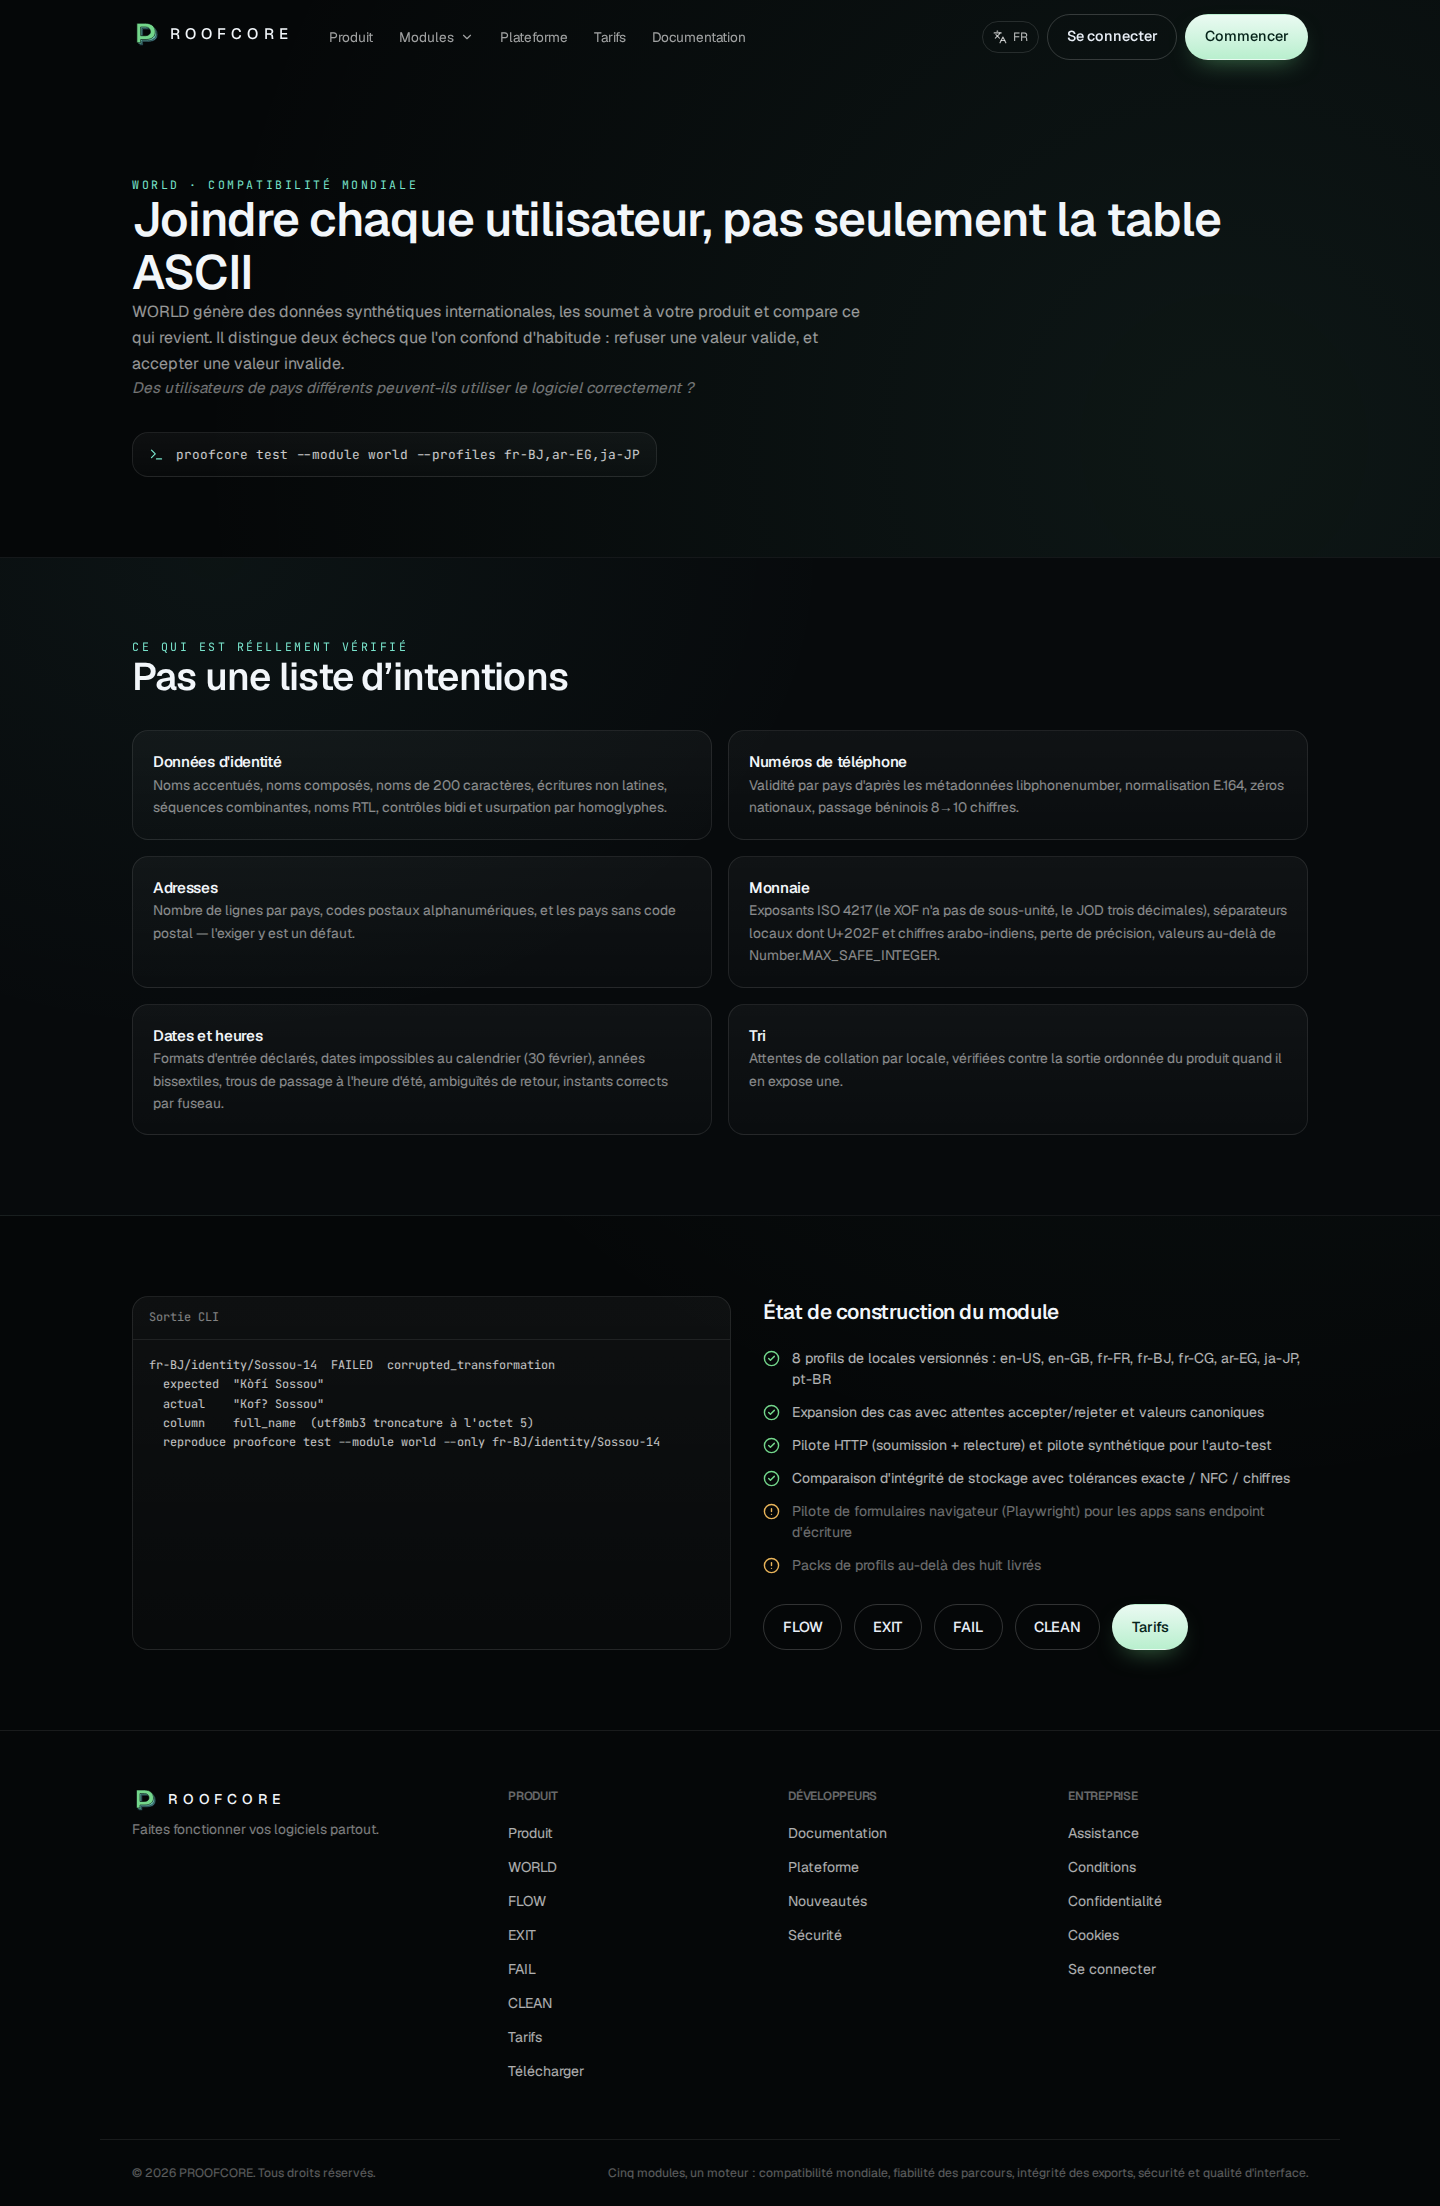 ROOFCORE
Produit
Modules
Plateforme
Tarifs
Documentation
FR
Se connecter
Commencer
WORLD · COMPATIBILITÉ MONDIALE
Joindre chaque utilisateur, pas seulement la table
ASCII
WORLD génère des données synthétiques internationales, les soumet à votre produit et compare ce
qui revient. Il distingue deux échecs que l'on confond d'habitude : refuser une valeur valide, et
accepter une valeur invalide.
Des utilisateurs de pays différents peuvent-ils utiliser le logiciel correctement ?
proofcore test --module world --profiles fr-BJ,ar-EG,ja-JP
CE QUI EST RÉELLEMENT VÉRIFIÉ
Pas une liste d’intentions
Données d'identité
Noms accentués, noms composés, noms de 200 caractères, écritures non latines,
séquences combinantes, noms RTL, contrôles bidi et usurpation par homoglyphes.
Numéros de téléphone
Validité par pays d'après les métadonnées libphonenumber, normalisation E.164, zéros
nationaux, passage béninois 8→10 chiffres.
Adresses
Nombre de lignes par pays, codes postaux alphanumériques, et les pays sans code
postal — l'exiger y est un défaut.
Monnaie
Exposants ISO 4217 (le XOF n'a pas de sous-unité, le JOD trois décimales), séparateurs
locaux dont U+202F et chiffres arabo-indiens, perte de précision, valeurs au-delà de
Number.MAX_SAFE_INTEGER.
Dates et heures
Formats d'entrée déclarés, dates impossibles au calendrier (30 février), années
bissextiles, trous de passage à l'heure d'été, ambiguïtés de retour, instants corrects
par fuseau.
Tri
Attentes de collation par locale, vérifiées contre la sortie ordonnée du produit quand il
en expose une.
Sortie CLI
fr-BJ/identity/Sossou-14  FAILED  corrupted_transformation
expected  "Kòfí Sossou"
actual    "Kof? Sossou"
column    full_name  (utf8mb3 troncature à l'octet 5)
reproduce proofcore test --module world --only fr-BJ/identity/Sossou-14
État de construction du module
8 profils de locales versionnés : en-US, en-GB, fr-FR, fr-BJ, fr-CG, ar-EG, ja-JP,
pt-BR
Expansion des cas avec attentes accepter/rejeter et valeurs canoniques
Pilote HTTP (soumission + relecture) et pilote synthétique pour l'auto-test
Comparaison d'intégrité de stockage avec tolérances exacte / NFC / chiffres
Pilote de formulaires navigateur (Playwright) pour les apps sans endpoint
d'écriture
Packs de profils au-delà des huit livrés
FLOW
EXIT
FAIL
CLEAN
Tarifs
ROOFCORE
Faites fonctionner vos logiciels partout.
PRODUIT
Produit
WORLD
FLOW
EXIT
FAIL
CLEAN
Tarifs
Télécharger
DÉVELOPPEURS
Documentation
Plateforme
Nouveautés
Sécurité
ENTREPRISE
Assistance
Conditions
Confidentialité
Cookies
Se connecter
© 2026 PROOFCORE. Tous droits réservés.
Cinq modules, un moteur : compatibilité mondiale, fiabilité des parcours, intégrité des exports, sécurité et qualité d'interface.